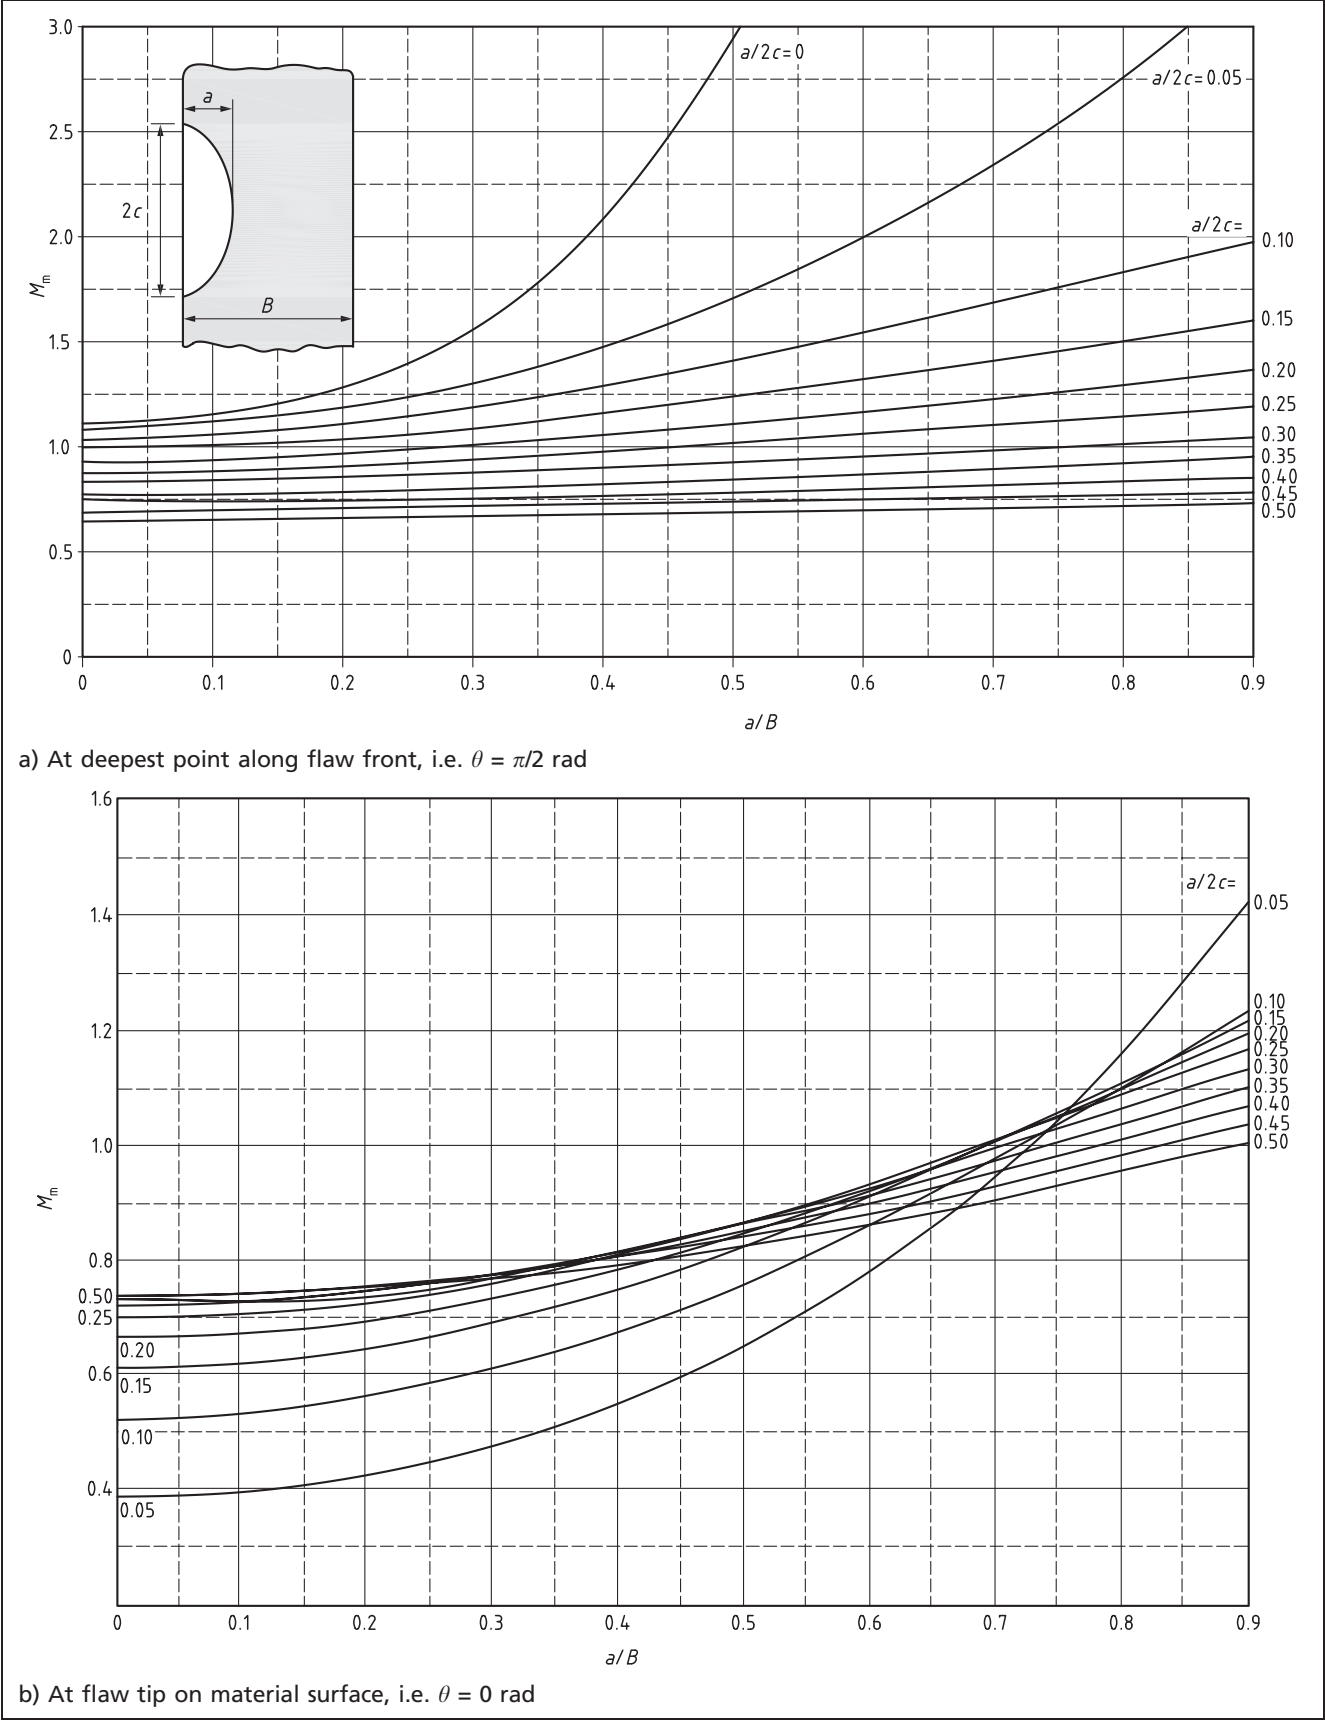 3.0
2.5
2.0
1.5
1.0
0.5
0
Mm
a
2c
B
a/2c=0
a/2c=0.05
a/2c=
0.10
0.15
0.20
0.25
0.30
0.35
0.40
0.45
0.50
0 0.1 0.2 0.3 0.4 0.5 0.6 0.7 0.8 0.9
a/B
a) At deepest point along flaw front, i.e. θ = π/2 rad
1.6
1.4
1.2
1.0
0.8
0.6
0.4
Mm
0.50
0.25
0.20
0.15
0.10
0.05
a/2c=
0.05
0.10
0.15
0.20
0.25
0.30
0.35
0.40
0.45
0.50
0 0.1 0.2 0.3 0.4 0.5 0.6 0.7 0.8 0.9
a/B
b) At flaw tip on material surface, i.e. θ = 0 rad